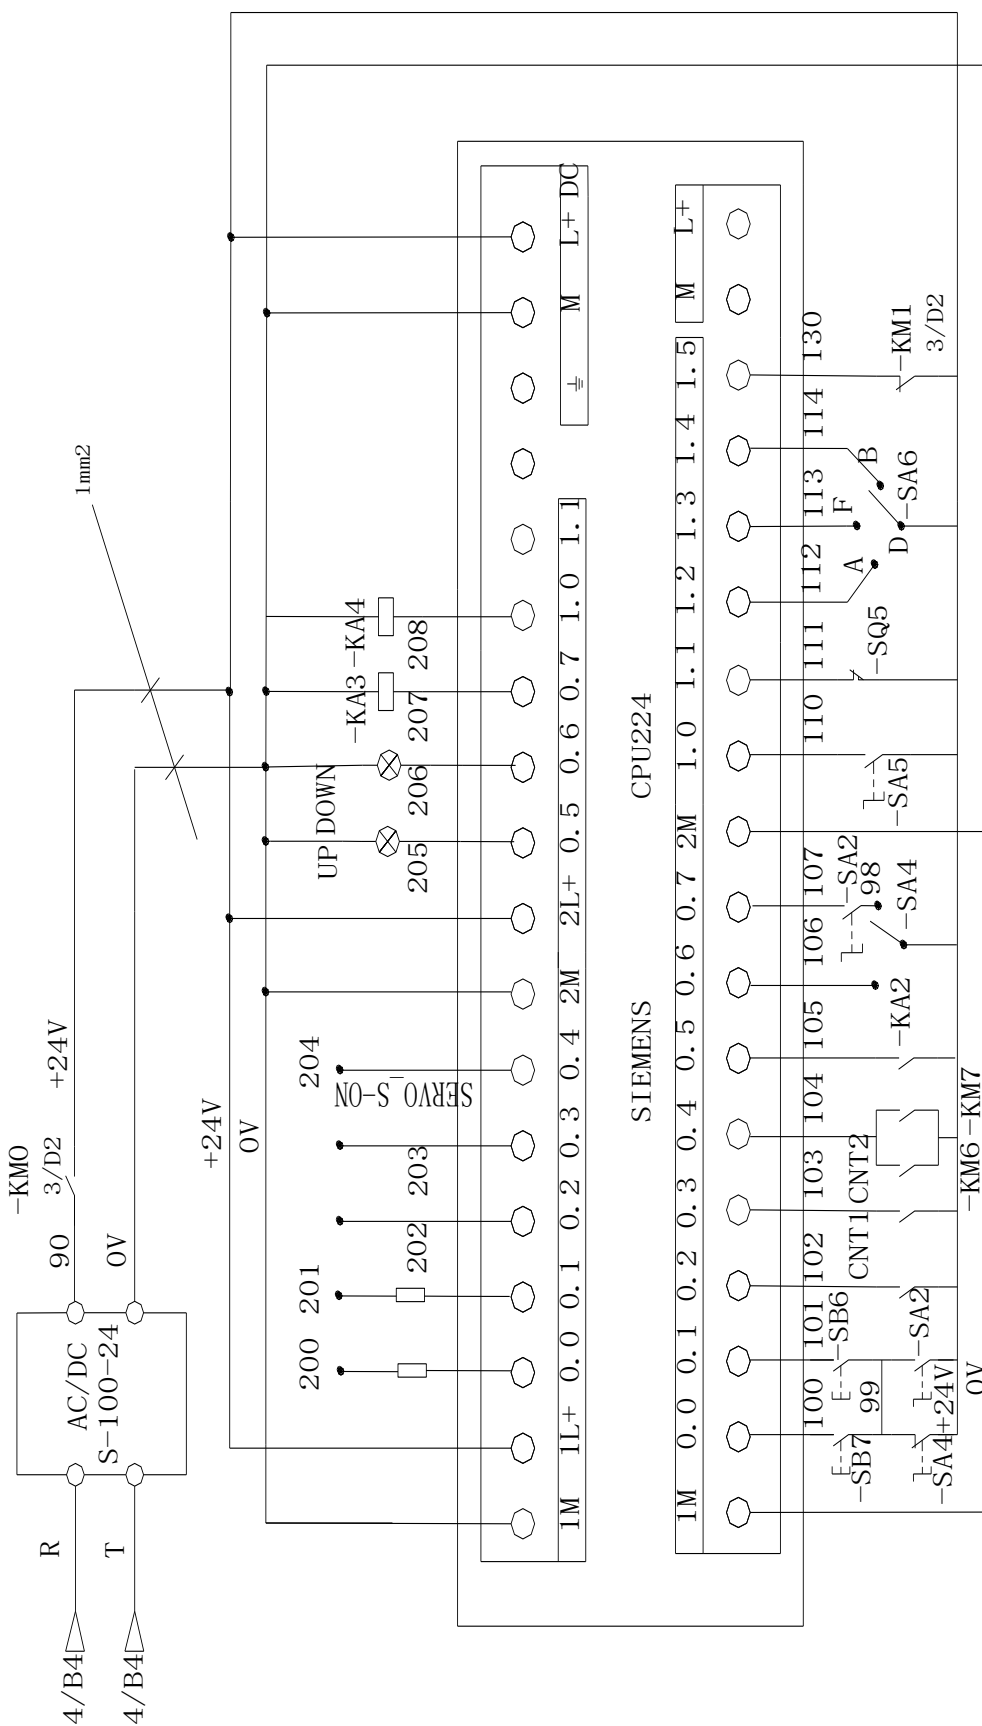 4/B4
4/B4
R
T
AC/DC
S-100-24
90
0V
-KM0
3/D2
+24V
1mm2
+24V
0V
200
201
202
203
204
SERVO_S-ON
205
206
207
208
UP DOWN
-KA3
-KA4
1M
1L+
0.0
0.1
0.2
0.3
0.4
2M
2L+
0.5
0.6
0.7
1.0
1.1
M
L+
DC
SIEMENS
CPU224
1M
0.0
0.1
0.2
0.3
0.4
0.5
0.6
0.7
2M
1.0
1.1
1.2
1.3
1.4
1.5
M
L+
100
101
102
103
104
105
106
107
110
111
112
113
114
130
-SB7
-SB6
99
-SA4
+24V
-SA2
0V
CNT1
CNT2
-KM6
-KM7
-KA2
-SA2
98
-SA4
-SA5
-SQ5
A
F
B
D
-SA6
-KM1
3/D2